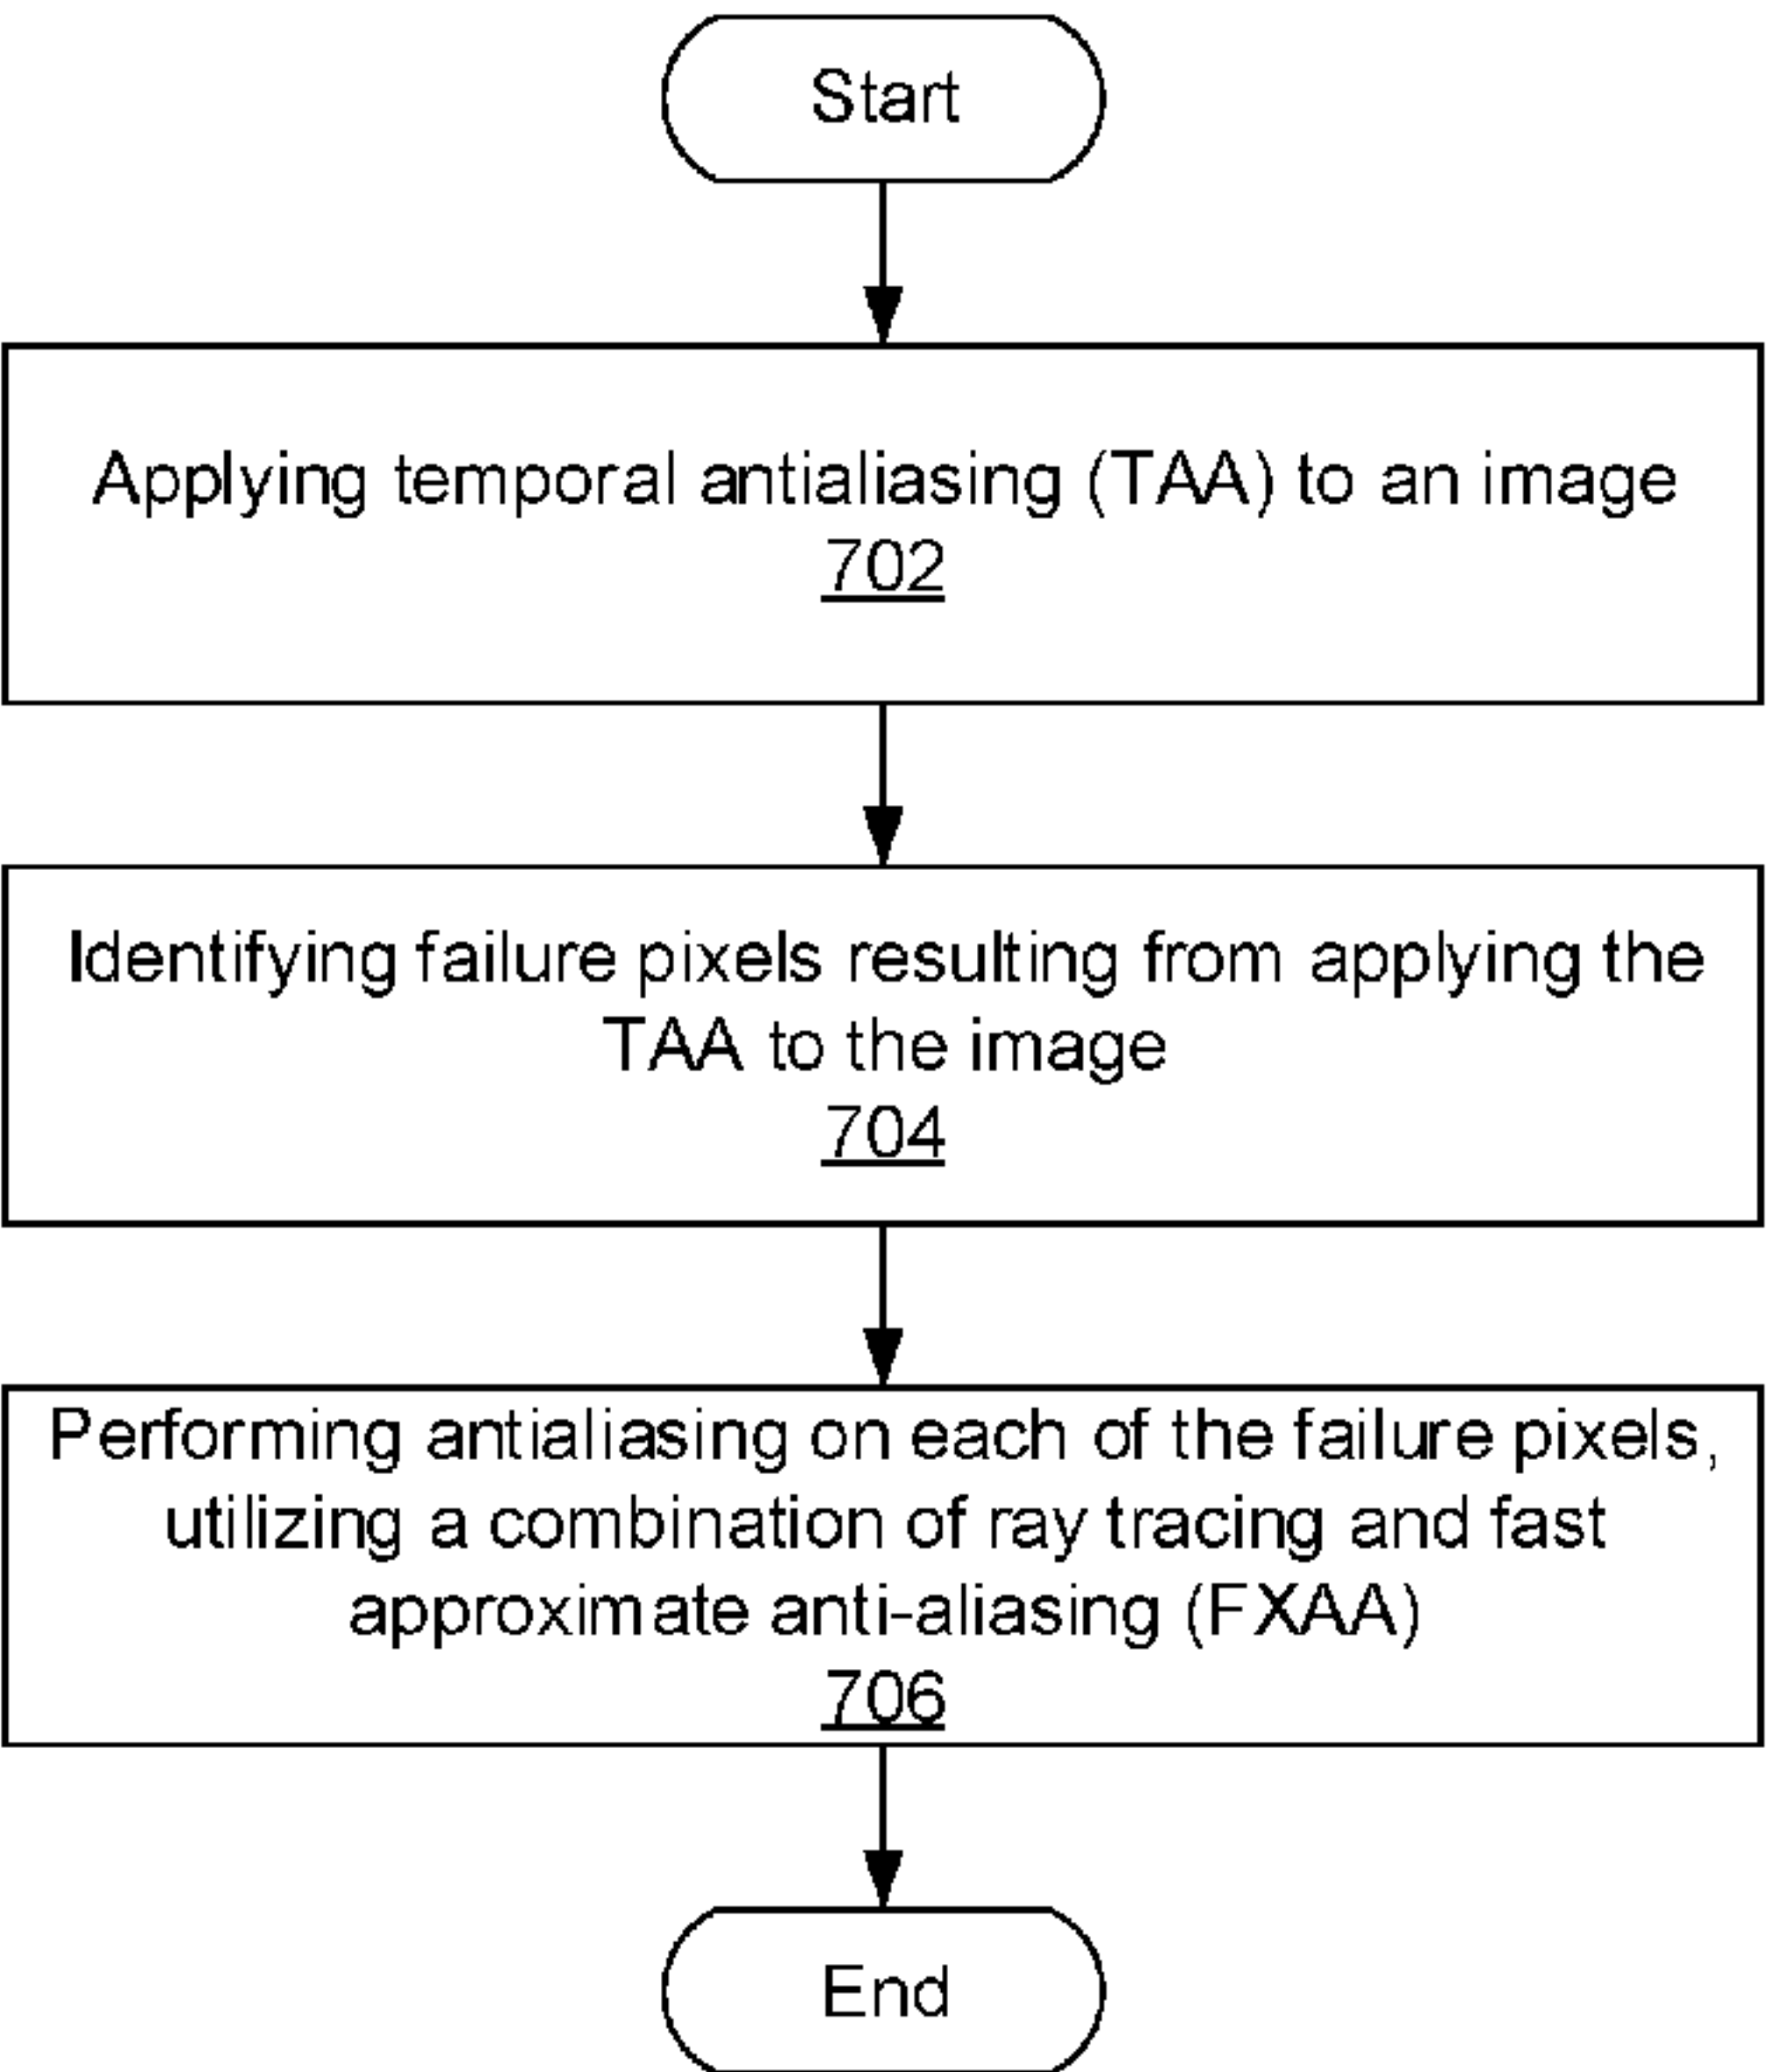 Start
Applying temporal antialiasing (TAA) to an image
702
Identifying failure pixels resulting from applying the
TAA to the image
704
Performing antialiasing on each of the failure pixels,
utilizing a combination of ray tracing and fast
approximate anti-aliasing (FXAA)
706
End